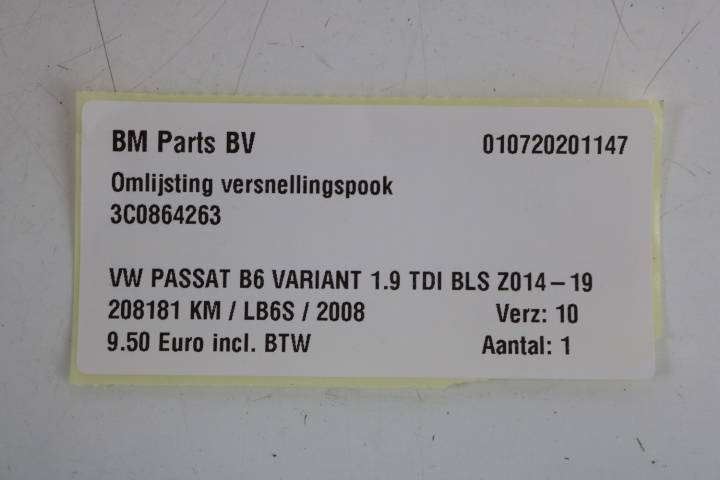 BM Parts BV 010720201147
Omlijsting versnellingspook
3C0864263
VW PASSAT B6 VARIANT 1.9 TDI BLS Z014-19
208181 KM / LB6S / 2008 Verz: 10
9.50 Euro incl. BTW Aantal: 1